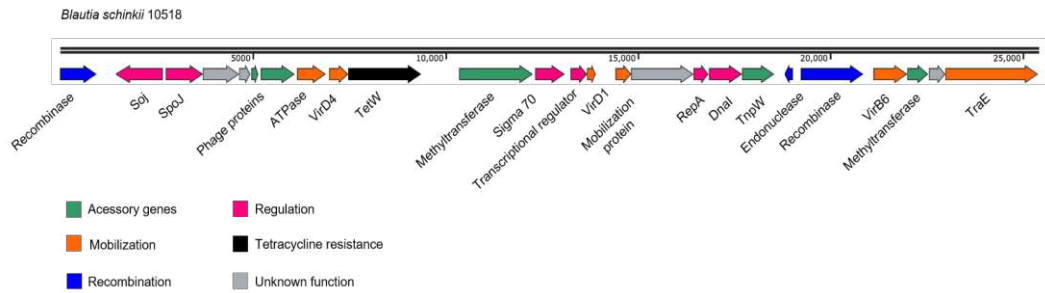 Blautia schinkii 10518
5000
10,000
15,000
20,000
25,000
Recombinase
Soj
SpoJ
Phage proteins
ATPase
VirD4
TetW
Methyltransferase
Sigma 70
Transcriptional regulator
VirD1
Mobilization
protein
RepA
DnaI
TnpW
Endonuclease
Recombinase
VirB6
Methyltransferase
TraE
Acessory genes
Regulation
Mobilization
Tetracycline resistance
Recombination
Unknown function